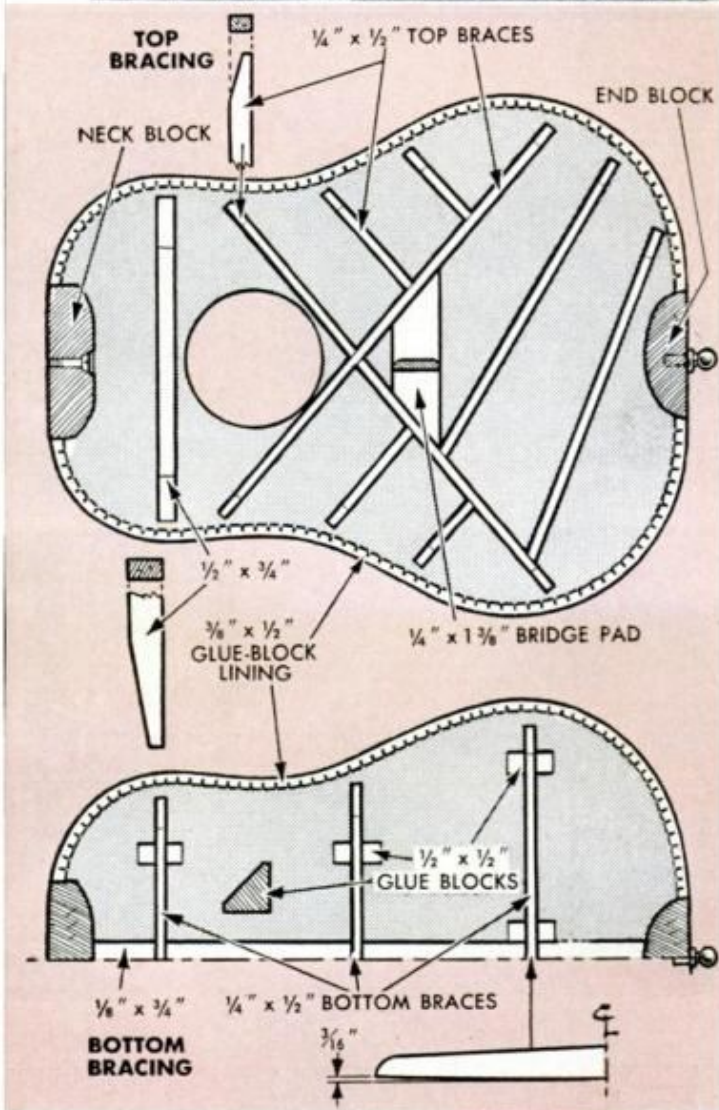 TOP
BRACING
¼" x ½" TOP BRACES
END BLOCK
NECK BLOCK
½" x ¾"
⅜" x ½"
GLUE-BLOCK
LINING
¼" x 1 ⅜" BRIDGE PAD
½" x ½"
GLUE BLOCKS
⅛" x ¾"
¼" x ½" BOTTOM BRACES
3/16"
BOTTOM
BRACING
℄